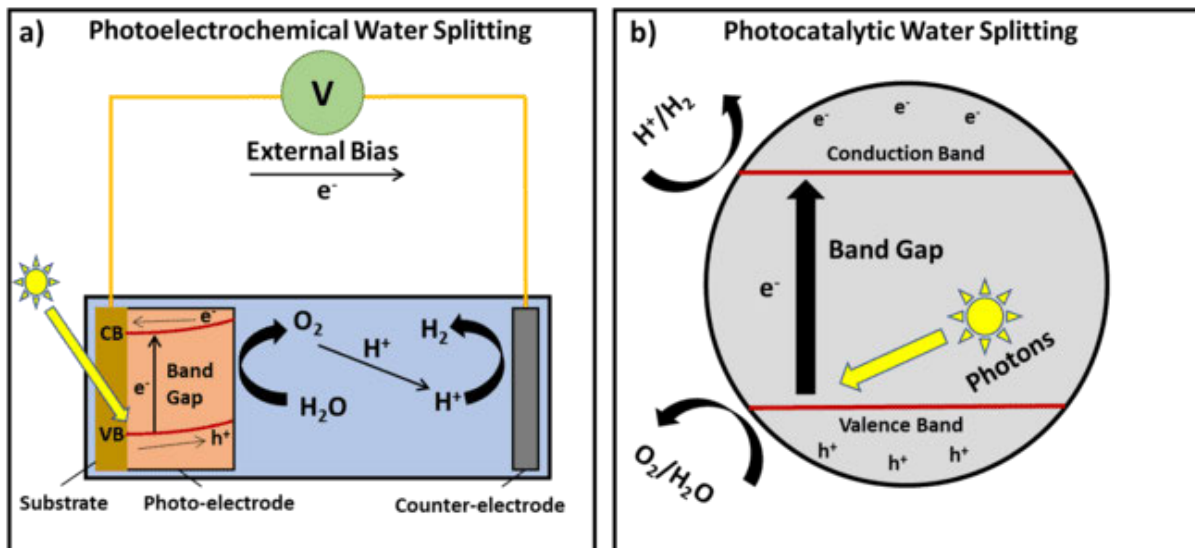 a) Photoelectrochemical Water Splitting
V
External Bias
e⁻
CB
e⁻
e⁻
Band
Gap
VB
h⁺
O₂
H₂O
H⁺
H₂
H⁺
Substrate
Photo-electrode
Counter-electrode
b) Photocatalytic Water Splitting
H⁺/H₂
e⁻ e⁻ e⁻
Conduction Band
Band Gap
e⁻
Photons
Valence Band
h⁺ h⁺ h⁺
O₂/H₂O